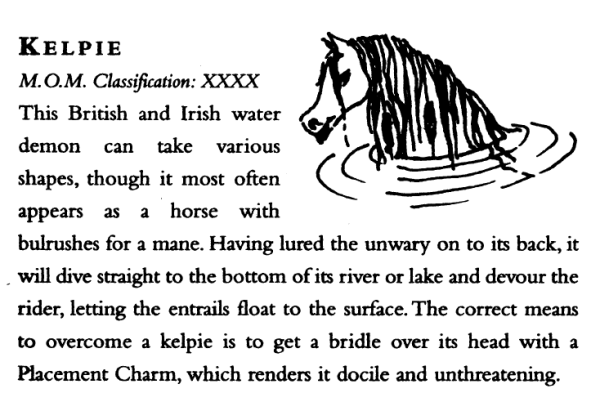 KELPIE
M.O.M. Classification: XXXX
This British and Irish water
demon can take various
shapes, though it most often
appears as a horse with
bulrushes for a mane. Having lured the unwary on to its back, it
will dive straight to the bottom of its river or lake and devour the
rider, letting the entrails float to the surface. The correct means
to overcome a kelpie is to get a bridle over its head with a
Placement Charm, which renders it docile and unthreatening.